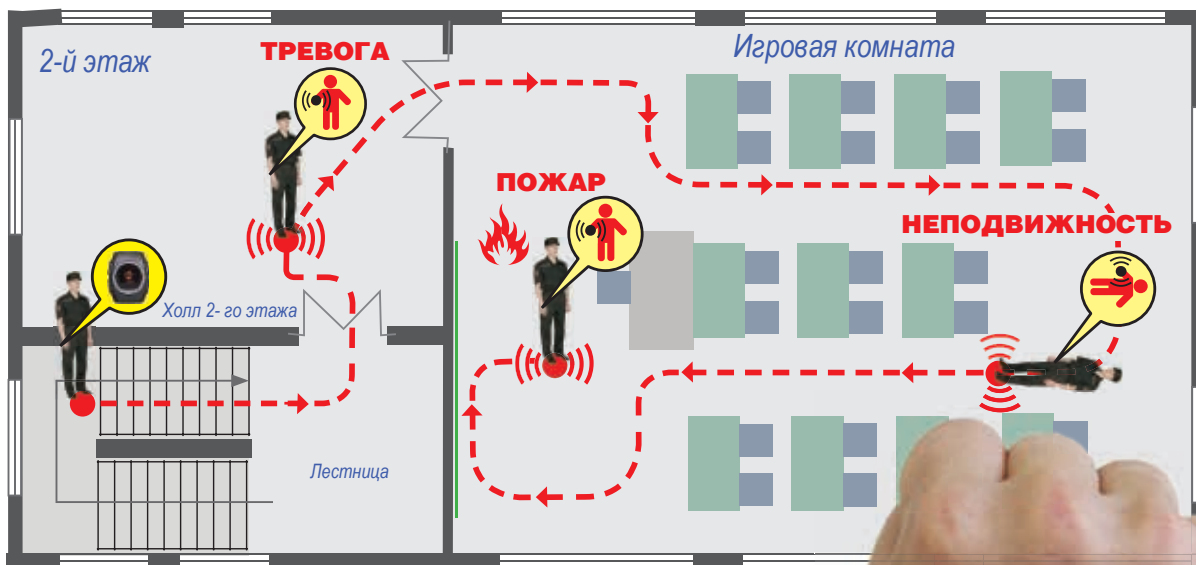 2-й этаж
ТРЕВОГА
Игровая комната
ПОЖАР
НЕПОДВИЖНОСТЬ
Холл 2- го этажа
Лестница